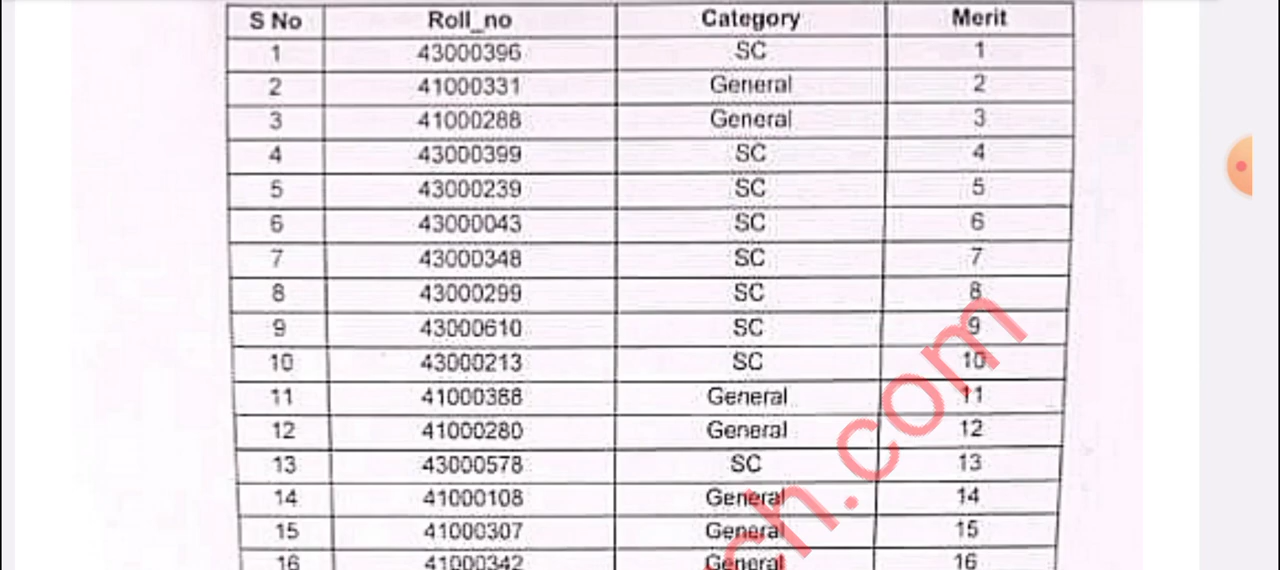 S No Roll_no Category Merit
1 43000396 SC 1
2 41000331 General 2
3 41000288 General 3
4 43000399 SC 4
5 43000239 SC 5
6 43000043 SC 6
7 43000348 SC 7
8 43000299 SC 8
9 43000610 SC 9
10 43000213 SC 10
11 41000388 General 11
12 41000280 General 12
13 43000578 SC 13
14 41000108 General 14
15 41000307 General 15
16 41000342 General 16
ch.com